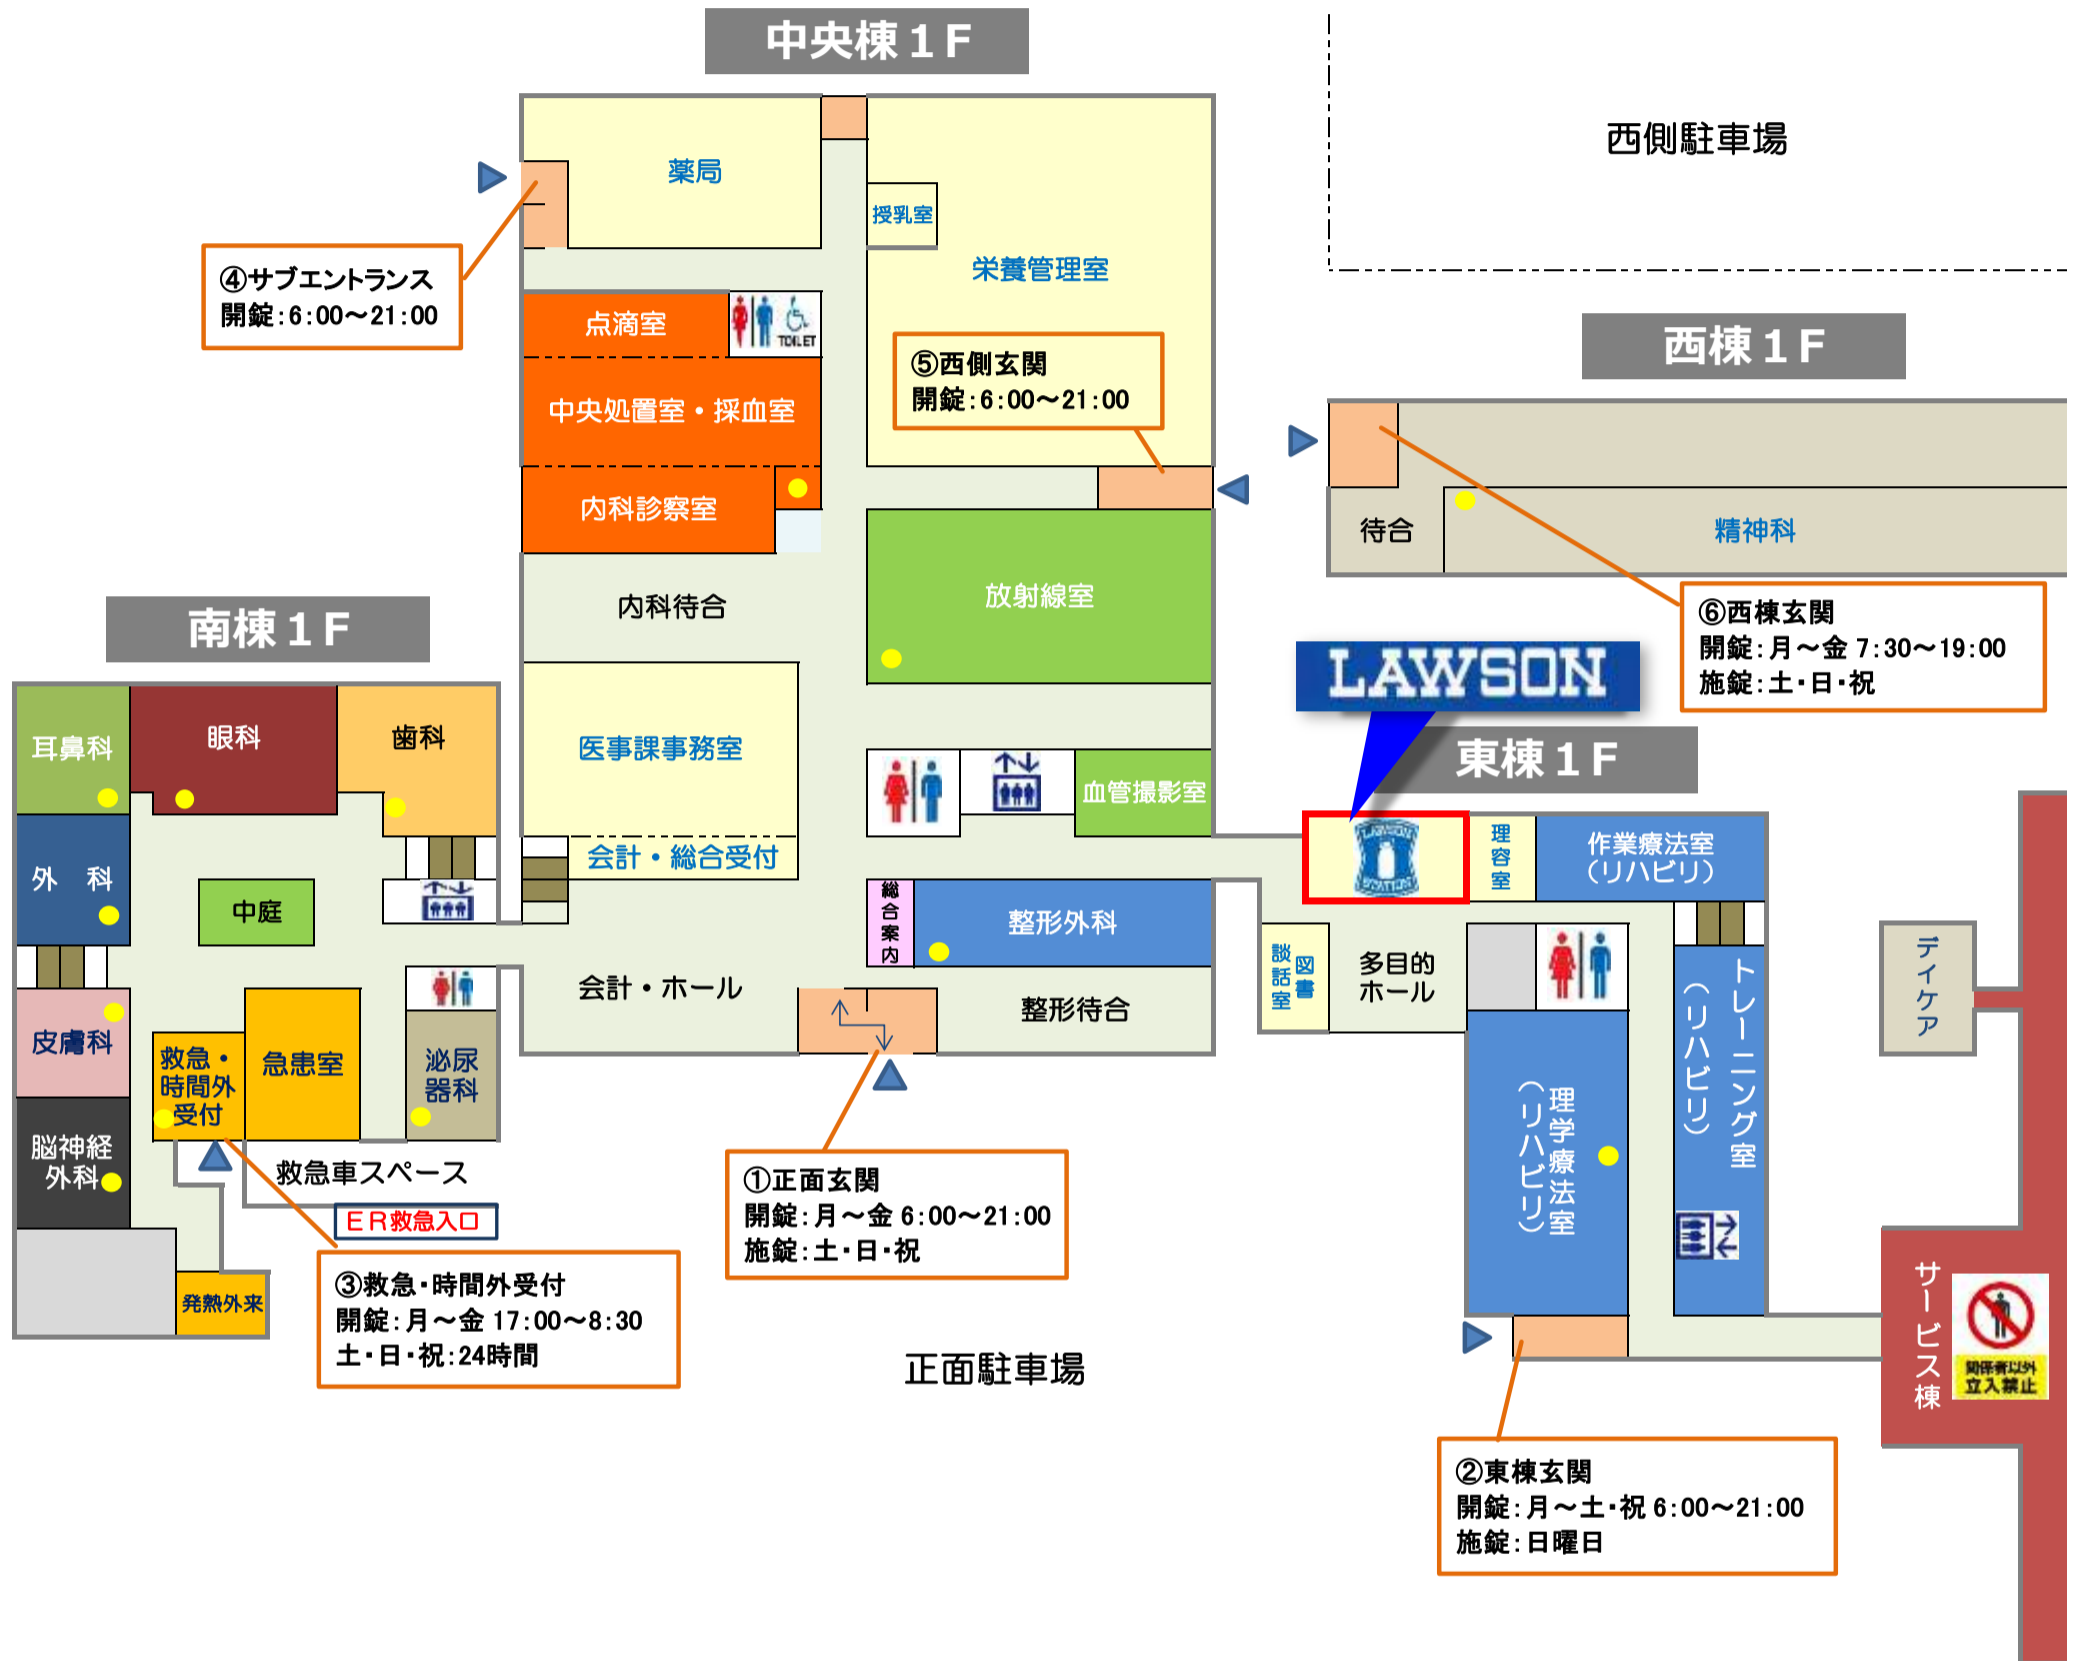 中央棟１Ｆ
薬局
授乳室
栄養管理室
④サブエントランス
開錠：6：00～21：00
点滴室
TOILET
中央処置室・採血室
内科診察室
⑤西側玄関
開錠：6：00～21：00
内科待合
放射線室
医事課事務室
血管撮影室
会計・総合受付
総合案内
整形外科
会計・ホール
整形待合
西側駐車場
西棟１Ｆ
待合
精神科
⑥西棟玄関
開錠：月～金 7：30～19：00
施錠：土・日・祝
南棟１Ｆ
耳鼻科
眼科
歯科
外　科
中庭
皮膚科
救急・
時間外
受付
急患室
泌尿
器科
脳神経
外科
救急車スペース
ＥＲ救急入口
発熱外来
③救急・時間外受付
開錠：月～金 17：00～8：30
土・日・祝：24時間
①正面玄関
開錠：月～金 6：00～21：00
施錠：土・日・祝
正面駐車場
LAWSON
東棟１Ｆ
LAWSON
STATION
理容室
作業療法室
（リハビリ）
図書
談話室
多目的
ホール
トレーニング室
（リハビリ）
理学療法室
（リハビリ）
デイケア
サービス棟
関係者以外
立入禁止
②東棟玄関
開錠：月～土・祝 6：00～21：00
施錠：日曜日